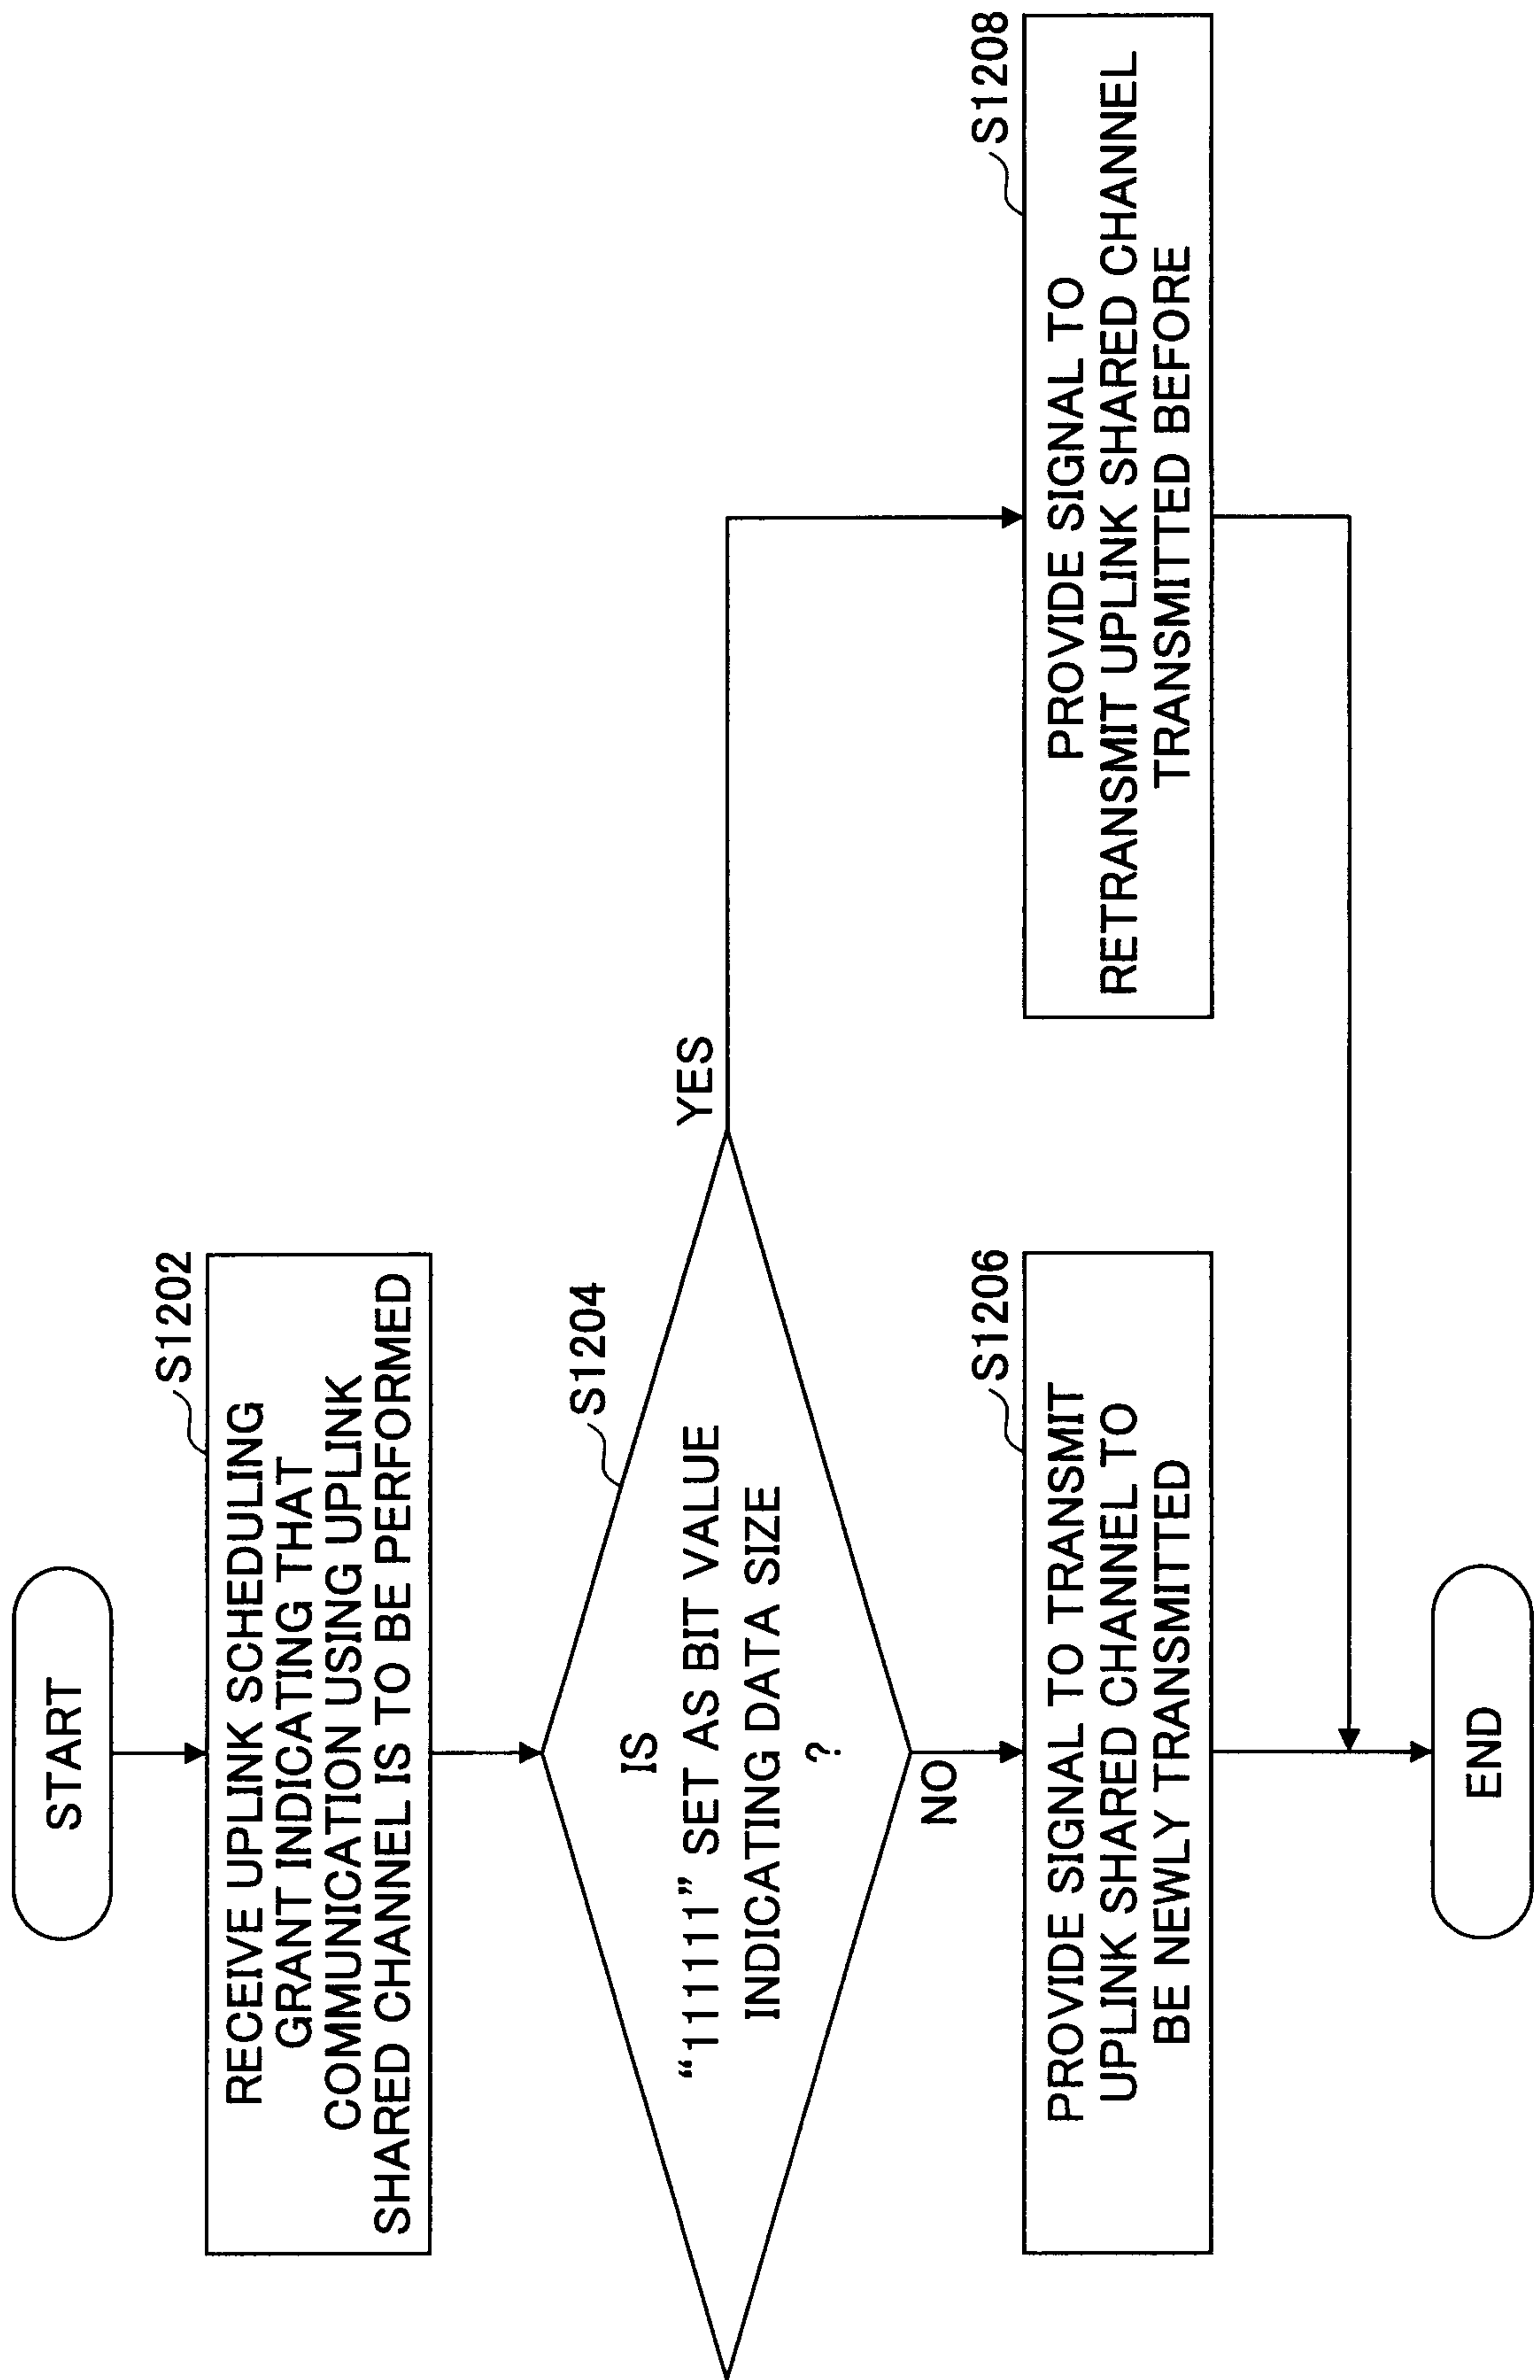 START
S1202
RECEIVE UPLINK SCHEDULING
GRANT INDICATING THAT
COMMUNICATION USING UPLINK
SHARED CHANNEL IS TO BE PERFORMED
S1204
IS
“111111” SET AS BIT VALUE
INDICATING DATA SIZE
?
YES
NO
S1206
PROVIDE SIGNAL TO TRANSMIT
UPLINK SHARED CHANNEL TO
BE NEWLY TRANSMITTED
S1208
PROVIDE SIGNAL TO
RETRANSMIT UPLINK SHARED CHANNEL
TRANSMITTED BEFORE
END